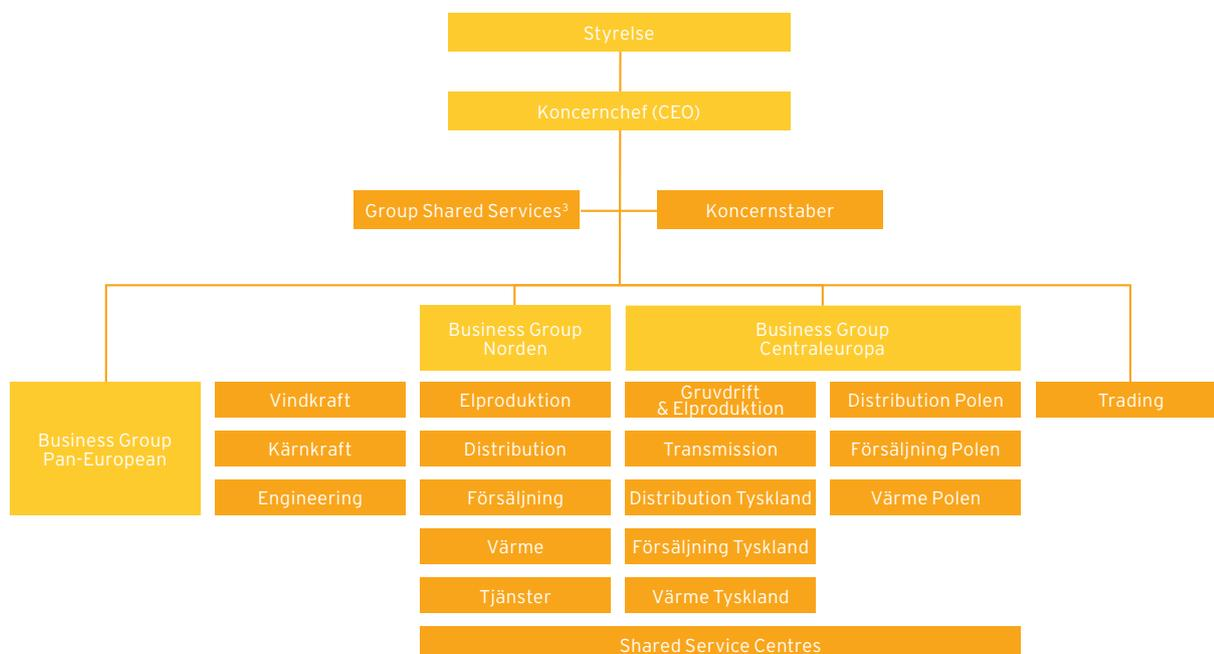 Styrelse
Koncernchef (CEO)
Group Shared Services³
Koncernstaber
Business Group
Norden
Business Group
Centraleuropa
Business Group
Pan-European
Vindkraft
Kärnkraft
Engineering
Elproduktion
Distribution
Försäljning
Värme
Tjänster
Gruvdrift
& Elproduktion
Transmission
Distribution Tyskland
Försäljning Tyskland
Värme Tyskland
Distribution Polen
Försäljning Polen
Värme Polen
Trading
Shared Service Centres